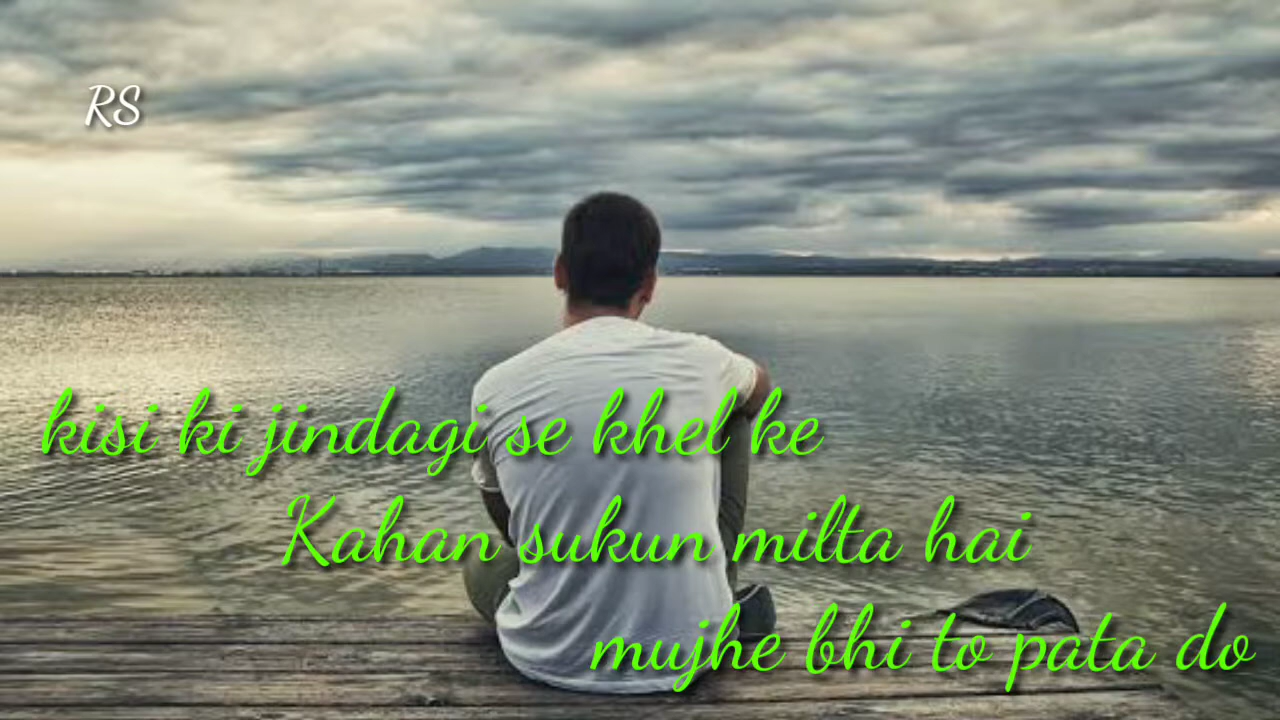 RS
kisi ki jindagi se khel ke
Kahan sukun milta hai
mujhe bhi to pata do